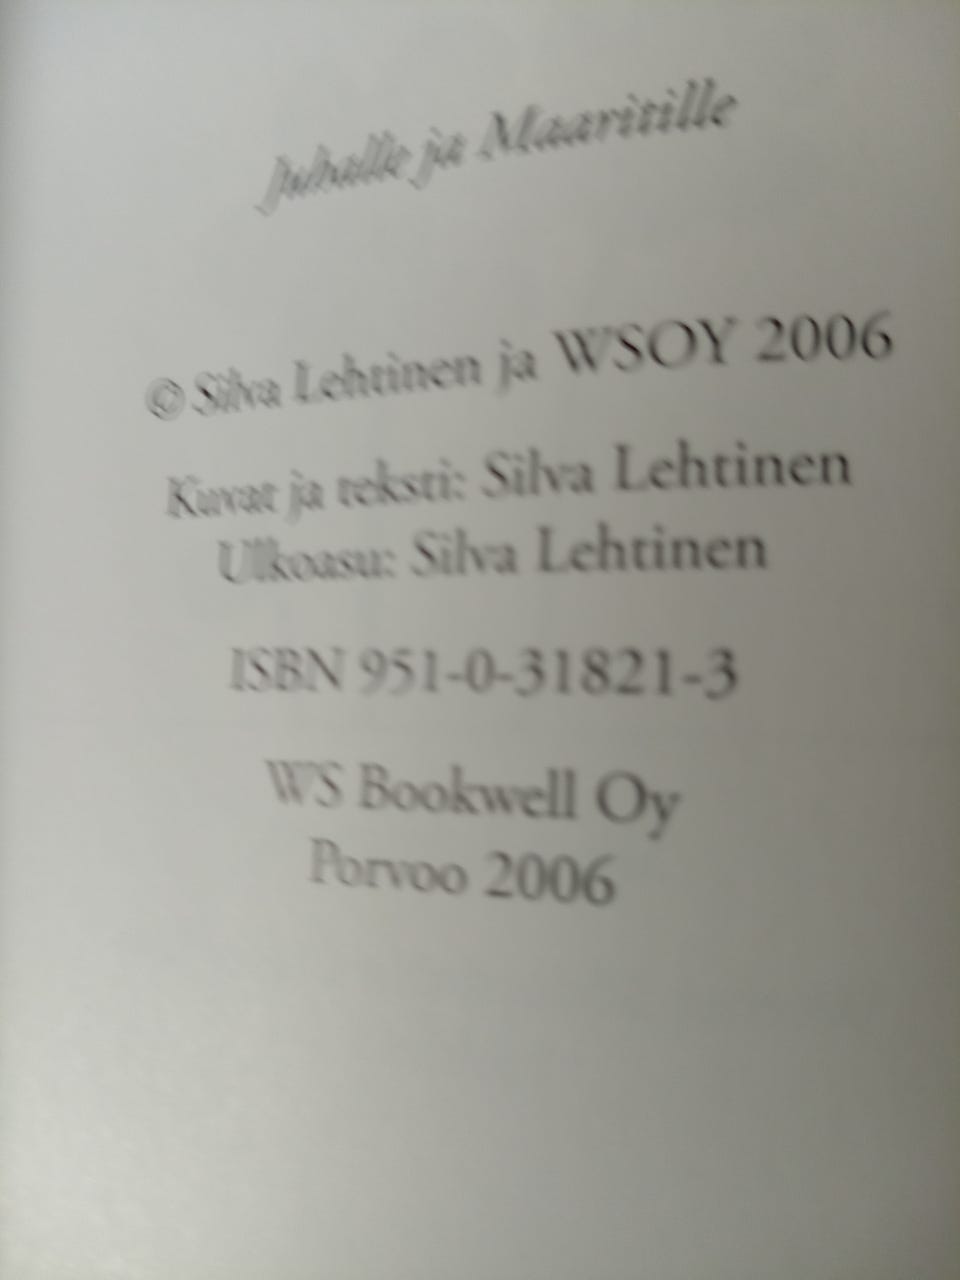 Juhalle ja Maaritille
© Silva Lehtinen ja WSOY 2006
Kuvat ja teksti: Silva Lehtinen
Ulkoasu: Silva Lehtinen
ISBN 951-0-31821-3
WS Bookwell Oy
Porvoo 2006